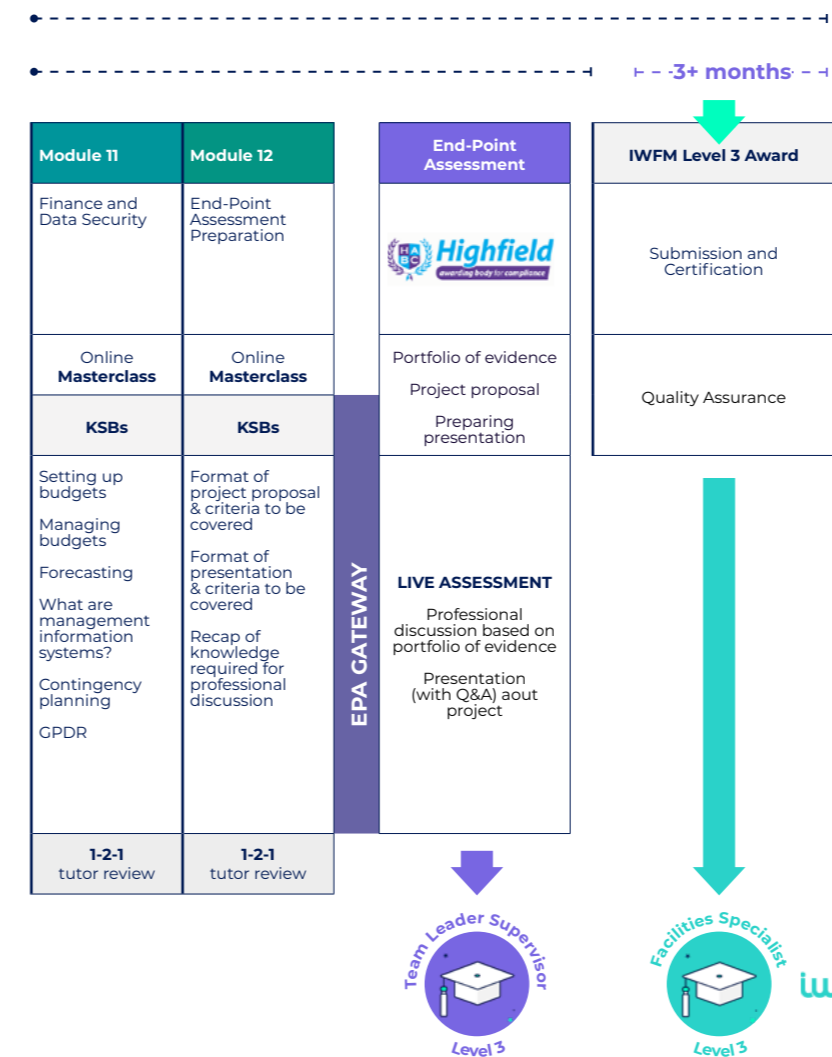 3+ months
Module 11
Finance and
Data Security
Online
Masterclass
KSBs
Setting up
budgets
Managing
budgets
Forecasting
What are
management
information
systems?
Contingency
planning
GPDR
1-2-1
tutor review
Module 12
End-Point
Assessment
Preparation
Online
Masterclass
KSBs
Format of
project proposal
& criteria to be
covered
Format of
presentation
& criteria to be
covered
Recap of
knowledge
required for
professional
discussion
1-2-1
tutor review
EPA GATEWAY
End-Point
Assessment
HABC
Highfield
awarding body for compliance
Portfolio of evidence
Project proposal
Preparing
presentation
LIVE ASSESSMENT
Professional
discussion based on
portfolio of evidence
Presentation
(with Q&A) aout
project
Team Leader Supervisor
Level 3
IWFM Level 3 Award
Submission and
Certification
Quality Assurance
Facilities Specialist
Level 3